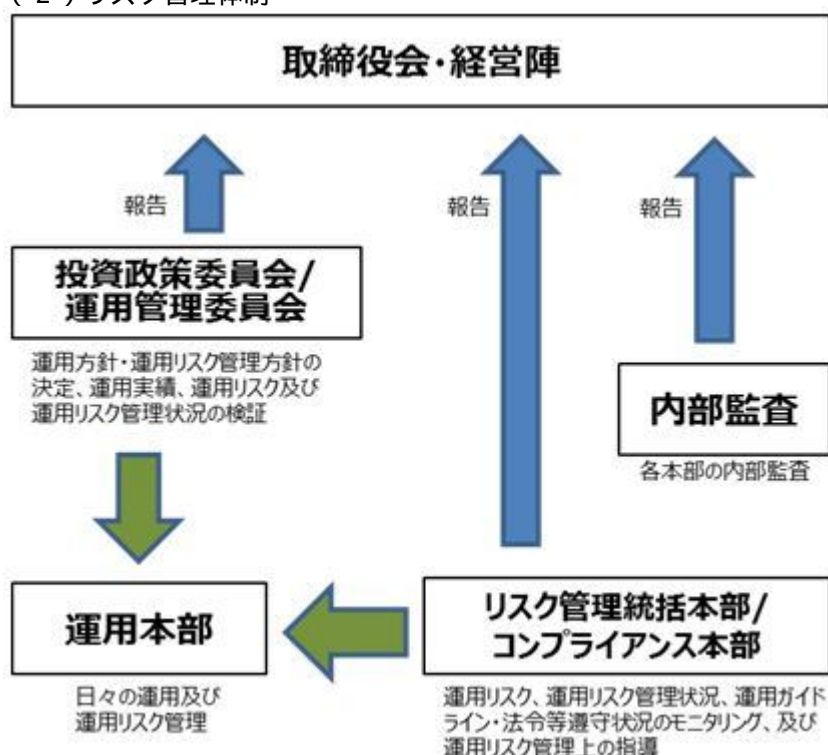 (２)リスク管理体制
取締役会・経営陣
報告
報告
報告
投資政策委員会/
運用管理委員会
運用方針・運用リスク管理方針の
決定、運用実績、運用リスク及び
運用リスク管理状況の検証
内部監査
各本部の内部監査
運用本部
日々の運用及び
運用リスク管理
リスク管理統括本部/
コンプライアンス本部
運用リスク、運用リスク管理状況、運用ガイド
ライン・法令等遵守状況のモニタリング、及び
運用リスク管理上の指導